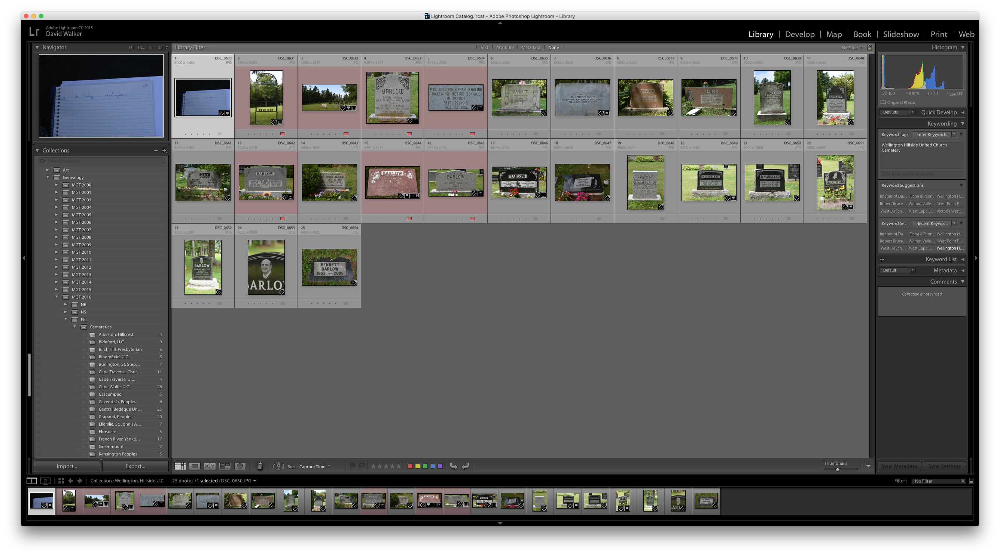 Lightroom Catalog.lrcat - Adobe Photoshop Lightroom - Library
Lr
Adobe Lightroom CC 2015
David Walker
Library Develop Map Book Slideshow Print Web
Navigator FIT FILL 1:1 2:1
Library Filter : Text Attribute Metadata None No Filter
Histogram
ISO 100 48 mm ƒ / 7.1 1/200 sec
Original Photo
Defaults Quick Develop
Keywording
Keyword Tags Enter Keywords
Wellington Hillside United Church
Cemetery
Click here to add keywords
Keyword Suggestions
Images of Da... Fiona & Penny Wellington H...
Robert Bruce... Wilmot Valle... West Point P...
West Devon... West Cape B... Victoria West...
Keyword Set Recent Keywo...
Images of Da... Fiona & Penny Wellington H...
Robert Bruce... Wilmot Valle... West Point P...
West Devon... West Cape B... Wellington H...
Keyword List
Default Metadata
Comments
Collection is not synced
Sync Metadata Sync Settings
1 DSC_0630 2 DSC_0631 3 DSC_0632 4 DSC_0633 5 DSC_0634 6 DSC_0635 7 DSC_0636 8 DSC_0637 9 DSC_0638 10 DSC_0639 11 DSC_0640
6000 x 4000 JPG 3332 x 5600 JPG 4868 x 2347 JPG 3497 x 3471 JPG 5413 x 2525 JPG 6000 x 4000 JPG 6000 x 4000 JPG 6000 x 4000 JPG 6000 x 4000 JPG 4000 x 6000 JPG 4000 x 6000 JPG
CEMETERY
BARLOW
PTE. WILLIAM HARRY BARLOW
KILLED IN ACTIVE SERVICE
IN FRANCE
SEPT. 27, 1918
AGE 22 YRS.
BARLOW
BARLOW
BARLOW
BARLOW
BARLOW
12 DSC_0641 13 DSC_0642 14 DSC_0643 15 DSC_0644 16 DSC_0645 17 DSC_0646 18 DSC_0647 19 DSC_0648 20 DSC_0649 21 DSC_0650 22 DSC_0651
6000 x 4000 JPG 5126 x 3279 JPG 6000 x 4000 JPG 5441 x 3178 JPG 5891 x 2912 JPG 5609 x 3162 JPG 6000 x 4000 JPG 4000 x 6000 JPG 6000 x 4000 JPG 6000 x 4000 JPG 4000 x 6000 JPG
DAY
BARLOW
BARLOW
BARLOW
BARLOW
MACAUSLAND
MACAUSLAND
MACAUSLAND
MACAUSLAND
23 DSC_0652 24 DSC_0653 25 DSC_0654
4000 x 6000 JPG 4000 x 6000 JPG 6000 x 4000 JPG
BARLOW
SAMUEL PRESTON
BARLOW
ARLO
BENNETT
BARLOW
1953 — 2005
Collections
Filter Collections
Art
Genealogy
MGT 2000
MGT 2001
MGT 2003
MGT 2004
MGT 2005
MGT 2006
MGT 2007
MGT 2008
MGT 2009
MGT 2010
MGT 2011
MGT 2012
MGT 2013
MGT 2014
MGT 2015
MGT 2016
NB
NS
PEI
Cemeteries
Alberton, Hillcrest 4
Bideford, U.C. 9
Birch Hill, Presbyterian 6
Bloomfield, U.C. 5
Burlington, St. Step... 7
Cape Traverse, Chur... 11
Cape Traverse, U.C. 4
Cape Wolfe, U.C. 26
Cascumpec 5
Cavendish, Peoples 6
Central Bedeque Un... 25
Crapaud, Peoples 20
Ellerslie, St. John's A... 7
Elmsdale 5
French River, Yanke... 17
Greenmount 2
Kensington Peoples 5
Import... Export...
XY Sort: Capture Time Thumbnails
1 2 Collection : Wellington, Hillside U.C. 25 photos / 1 selected / DSC_0630.JPG Filter : No Filter